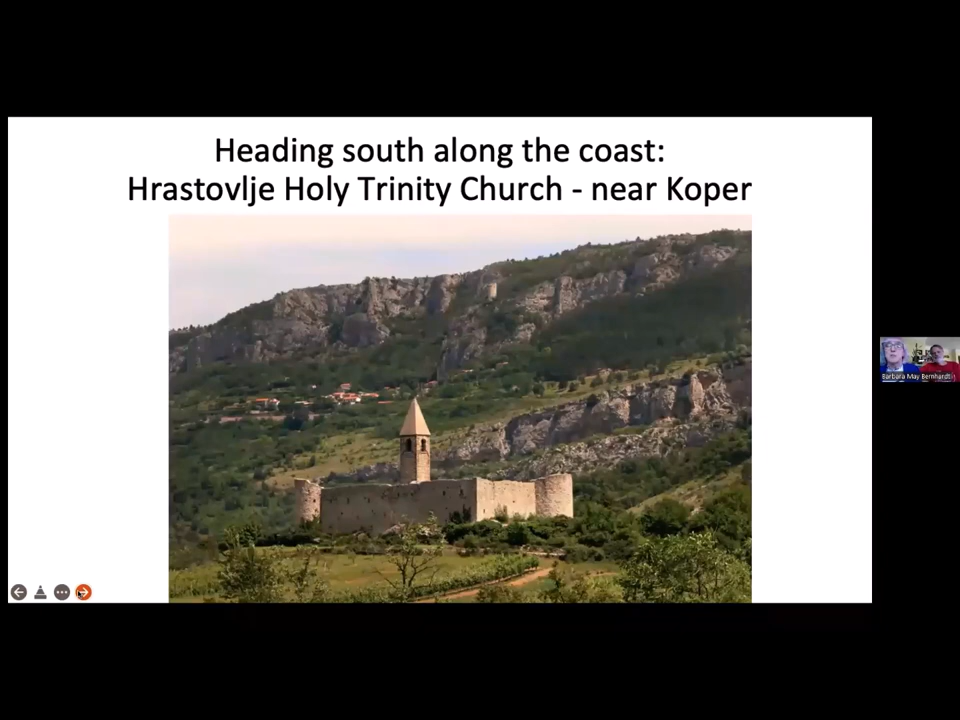 Heading south along the coast:
Hrastovlje Holy Trinity Church - near Koper
Barbara May Bernhardt